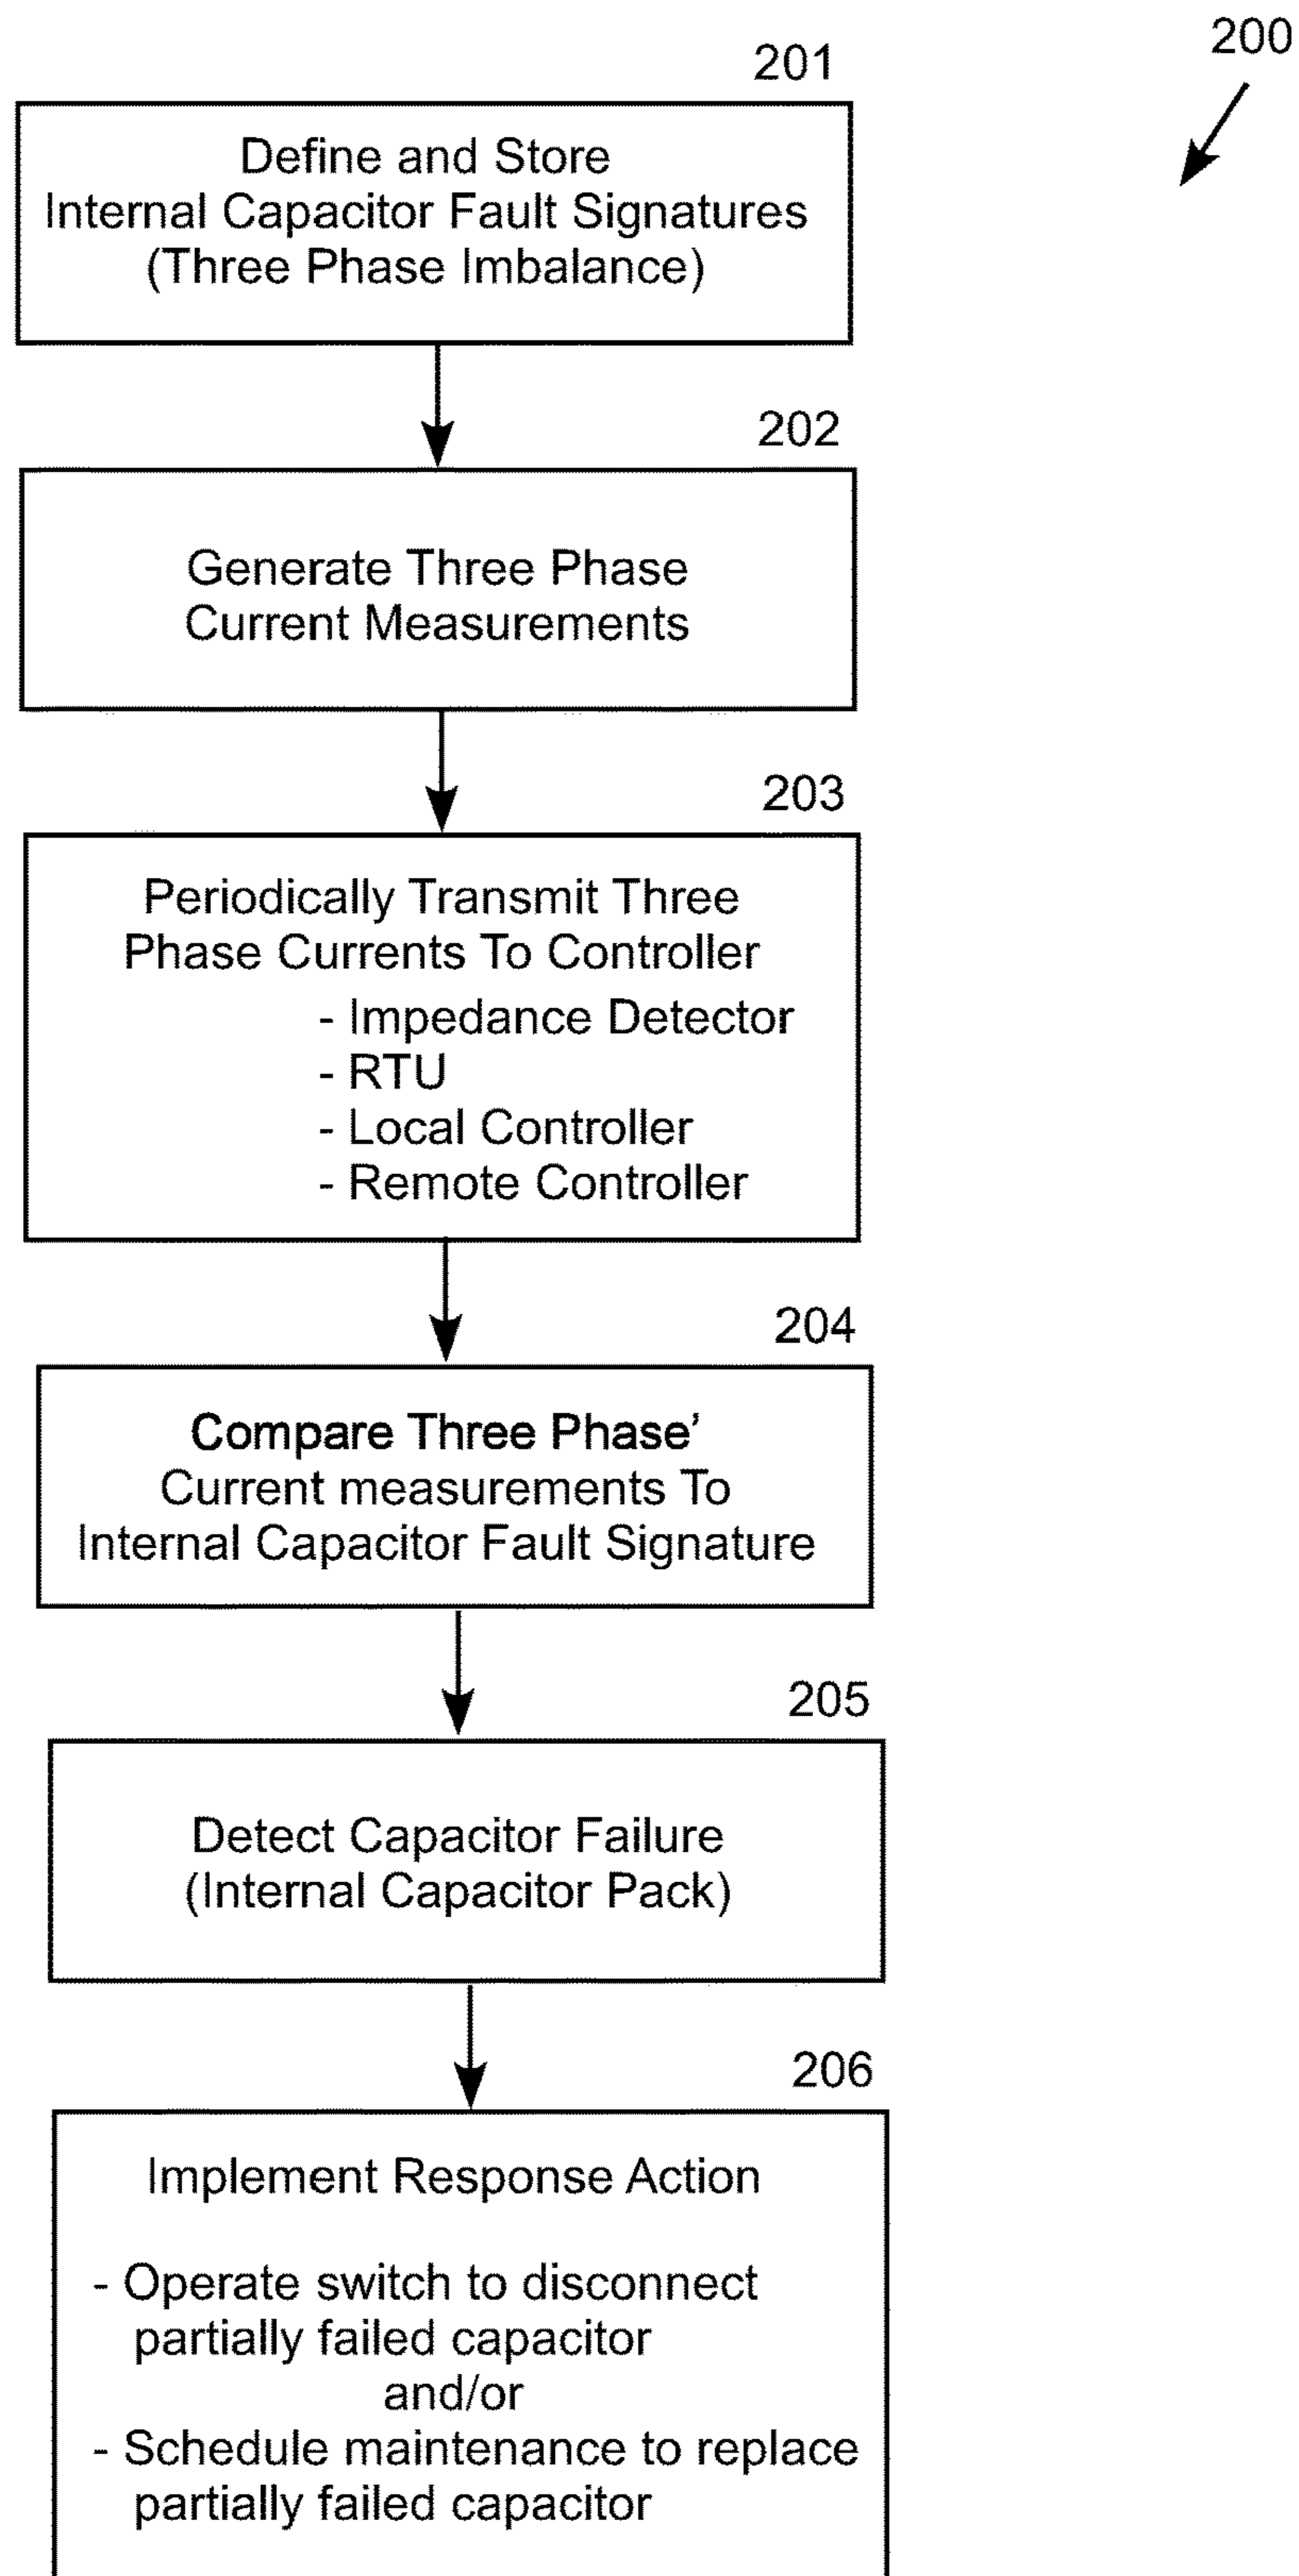 200
201
Define and Store
Internal Capacitor Fault Signatures
(Three Phase Imbalance)
202
Generate Three Phase
Current Measurements
203
Periodically Transmit Three
Phase Currents To Controller
- Impedance Detector
- RTU
- Local Controller
- Remote Controller
204
Compare Three Phase’
Current measurements To
Internal Capacitor Fault Signature
205
Detect Capacitor Failure
(Internal Capacitor Pack)
206
Implement Response Action
- Operate switch to disconnect
partially failed capacitor
and/or
- Schedule maintenance to replace
partially failed capacitor